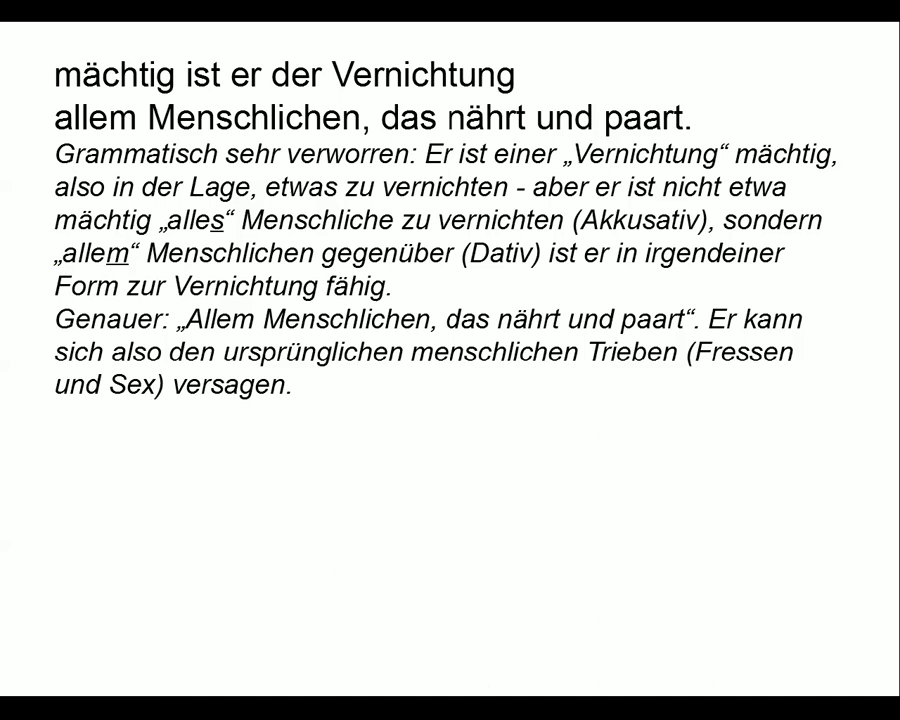 mächtig ist er der Vernichtung
allem Menschlichen, das nährt und paart.
Grammatisch sehr verworren: Er ist einer „Vernichtung“ mächtig,
also in der Lage, etwas zu vernichten - aber er ist nicht etwa
mächtig „alles“ Menschliche zu vernichten (Akkusativ), sondern
„allem“ Menschlichen gegenüber (Dativ) ist er in irgendeiner
Form zur Vernichtung fähig.
Genauer: „Allem Menschlichen, das nährt und paart“. Er kann
sich also den ursprünglichen menschlichen Trieben (Fressen
und Sex) versagen.